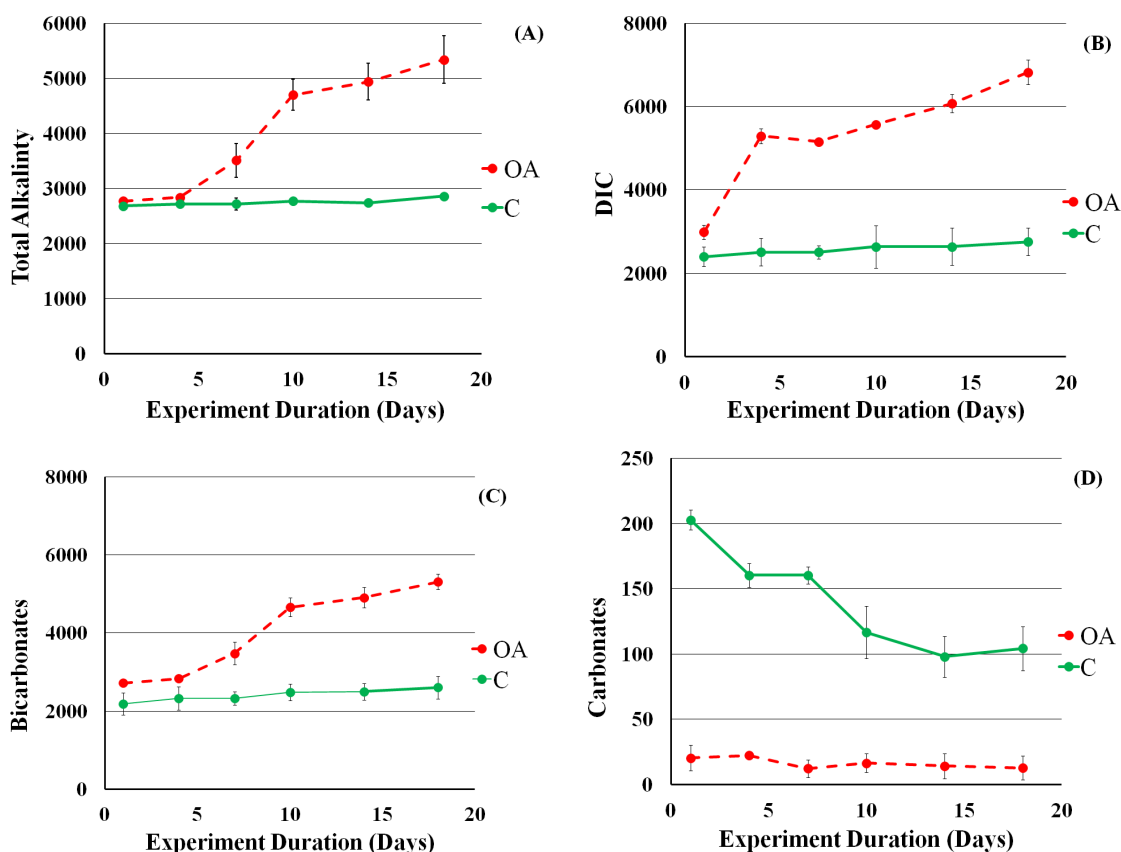 (A)
Total Alkalinty
6000
5000
4000
3000
2000
1000
0
0 5 10 15 20
Experiment Duration (Days)
OA
C
(B)
DIC
8000
6000
4000
2000
0
0 5 10 15 20
Experiment Duration (Days)
OA
C
(C)
Bicarbonates
8000
6000
4000
2000
0
0 5 10 15 20
Experiment Duration (Days)
OA
C
(D)
Carbonates
250
200
150
100
50
0
0 5 10 15 20
Experiment Duration (Days)
OA
C